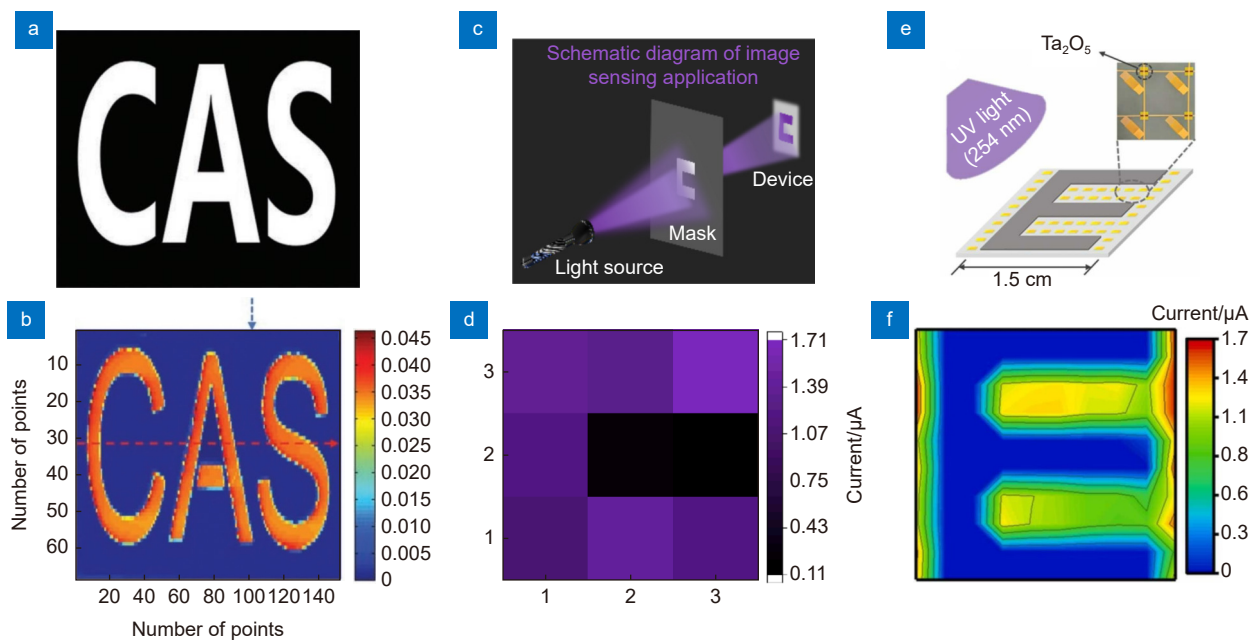 a
CAS
b
0.045
0.040
0.035
0.030
0.025
0.020
0.015
0.010
0.005
0
10
20
30
40
50
60
Number of points
20 40 60 80 100 120 140
Number of points
CAS
c
Schematic diagram of image
sensing application
Device
Mask
Light source
d
3
2
1
1 2 3
1.71
1.39
1.07
0.75
0.43
0.11
Current/μA
e
Ta₂O₅
UV light
(254 nm)
1.5 cm
f
Current/μA
1.7
1.4
1.1
0.8
0.6
0.3
0